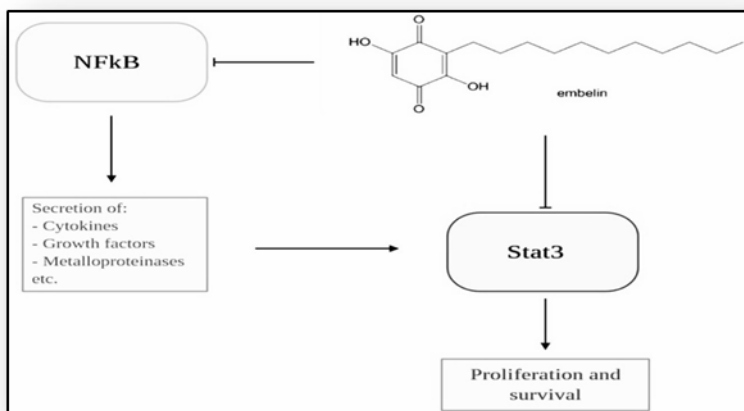 NFkB
HO
O
O
OH
embelin
Secretion of:
- Cytokines
- Growth factors
- Metalloproteinases
etc.
Stat3
Proliferation and
survival